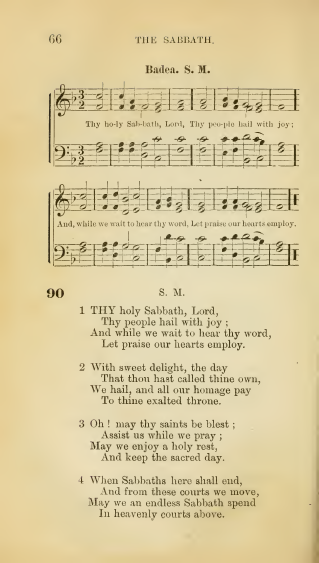 66
THE SABBATH.
Badea. S. M.
Thy ho-ly Sab-bath, Lord, Thy peo-ple hail with joy;
And, while we wait to hear thy word, Let praise our hearts employ.
90
S. M.
1 THY holy Sabbath, Lord,
Thy people hail with joy ;
And while we wait to hear thy word,
Let praise our hearts employ.
2 With sweet delight, the day
That thou hast called thine own,
We hail, and all our homage pay
To thine exalted throne.
3 Oh ! may thy saints be blest ;
Assist us while we pray ;
May we enjoy a holy rest,
And keep the sacred day.
4 When Sabbaths here shall end,
And from these courts we move,
May we an endless Sabbath spend
In heavenly courts above.